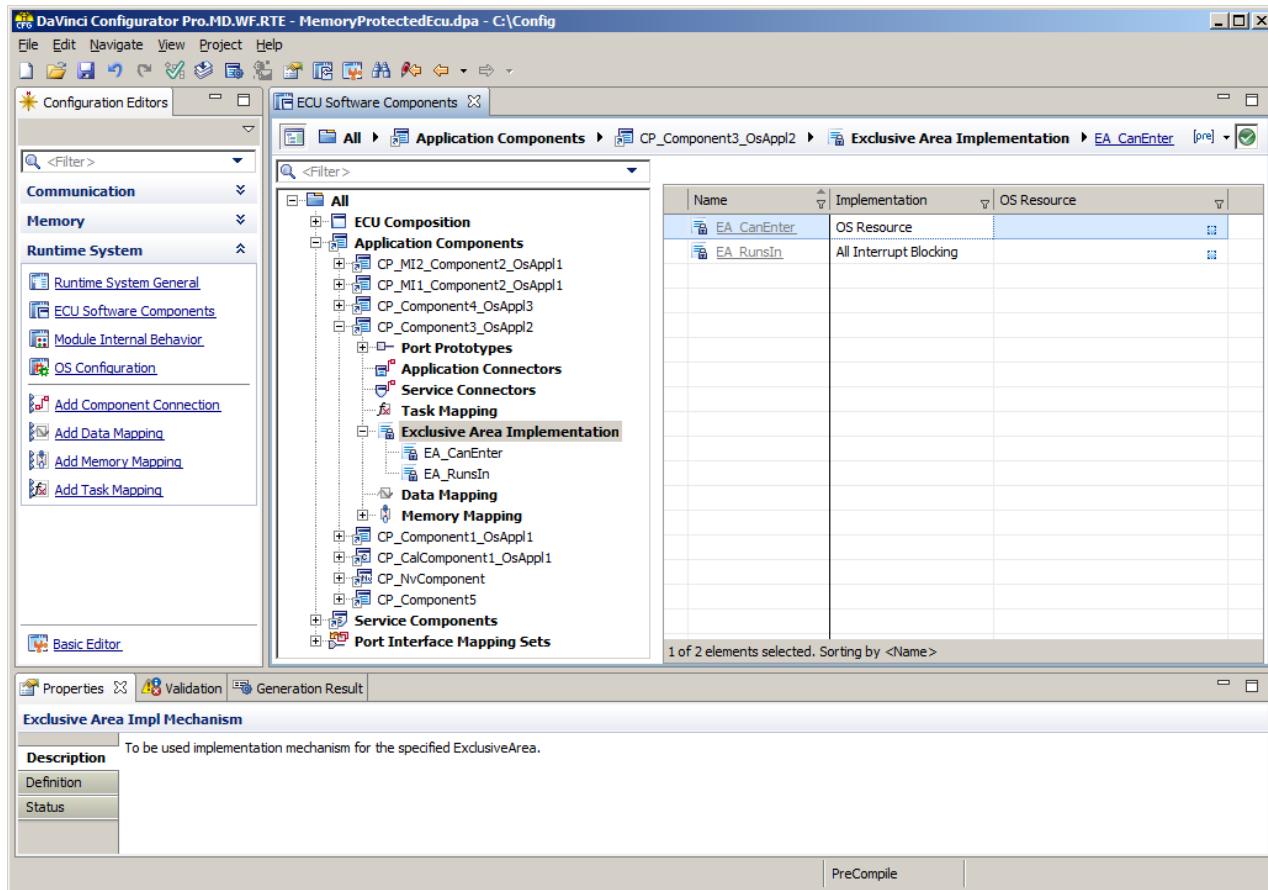 DaVinci Configurator Pro.MD.WF.RTE - MemoryProtectedEcu.dpa - C:\Config
File Edit Navigate View Project Help
Configuration Editors
<Filter>
Communication
Memory
Runtime System
Runtime System General
ECU Software Components
Module Internal Behavior
OS Configuration
Add Component Connection
Add Data Mapping
Add Memory Mapping
Add Task Mapping
Basic Editor
ECU Software Components
All Application Components CP_Component3_OsAppl2 Exclusive Area Implementation EA_CanEnter [pre]
<Filter>
All
ECU Composition
Application Components
CP_MI2_Component2_OsAppl1
CP_MI1_Component2_OsAppl1
CP_Component4_OsAppl3
CP_Component3_OsAppl2
Port Prototypes
Application Connectors
Service Connectors
Task Mapping
Exclusive Area Implementation
EA_CanEnter
EA_RunsIn
Data Mapping
Memory Mapping
CP_Component1_OsAppl1
CP_CalComponent1_OsAppl1
CP_NvComponent
CP_Component5
Service Components
Port Interface Mapping Sets
Name Implementation OS Resource
EA_CanEnter OS Resource
EA_RunsIn All Interrupt Blocking
1 of 2 elements selected. Sorting by <Name>
Properties Validation Generation Result
Exclusive Area Impl Mechanism
Description
Definition
Status
To be used implementation mechanism for the specified ExclusiveArea.
PreCompile